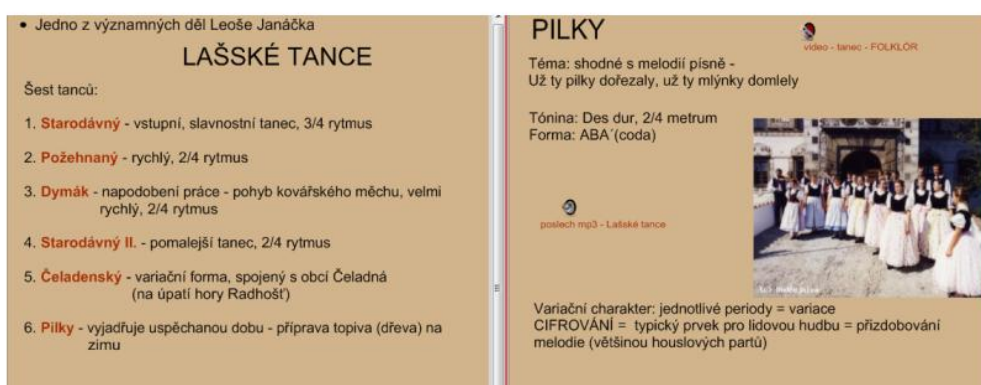 • Jedno z významných děl Leoše Janáčka
LAŠSKÉ TANCE
Šest tanců:
1. Starodávný - vstupní, slavnostní tanec, 3/4 rytmus
2. Požehnaný - rychlý, 2/4 rytmus
3. Dymák - napodobení práce - pohyb kovářského měchu, velmi
rychlý, 2/4 rytmus
4. Starodávný II. - pomalejší tanec, 2/4 rytmus
5. Čeladenský - variační forma, spojený s obcí Čeladná
(na úpatí hory Radhošť)
6. Pilky - vyjadřuje uspěchanou dobu - příprava topiva (dřeva) na
zimu
PILKY
video - tanec - FOLKLÓR
Téma: shodné s melodií písně -
Už ty pilky dořezaly, už ty mlýnky domlely
Tónina: Des dur, 2/4 metrum
Forma: ABA´(coda)
poslech mp3 - Lašské tance
Variační charakter: jednotlivé periody = variace
CIFROVÁNÍ = typický prvek pro lidovou hudbu = přizdobování
melodie (většinou houslových partů)